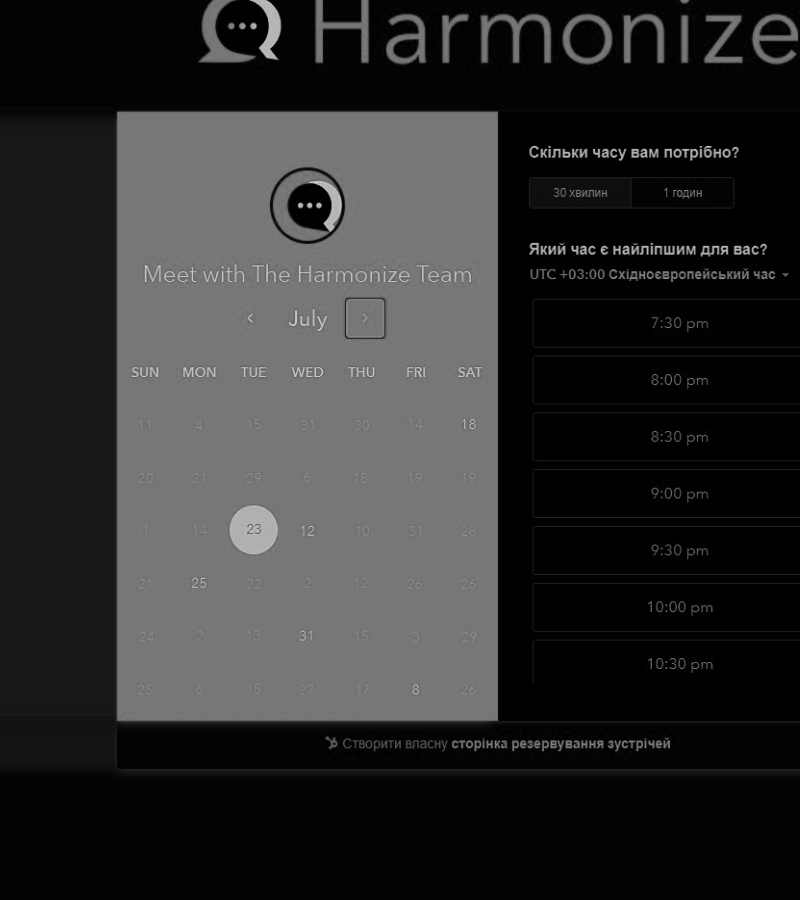 Harmonize
Meet with The Harmonize Team
July
SUN MON TUE WED THU FRI SAT
11 4 15 31 30 14 18
20 21 29 6 18 19 19
1 14 23 12 10 31 28
21 25 22 2 12 26 26
24 2 13 31 15 3 29
25 6 15 27 17 8 26
Скільки часу вам потрібно?
30 хвилин 1 годин
Який час є найліпшим для вас?
UTC +03:00 Східноєвропейський час
7:30 pm
8:00 pm
8:30 pm
9:00 pm
9:30 pm
10:00 pm
10:30 pm
Створити власну сторінка резервування зустрічей